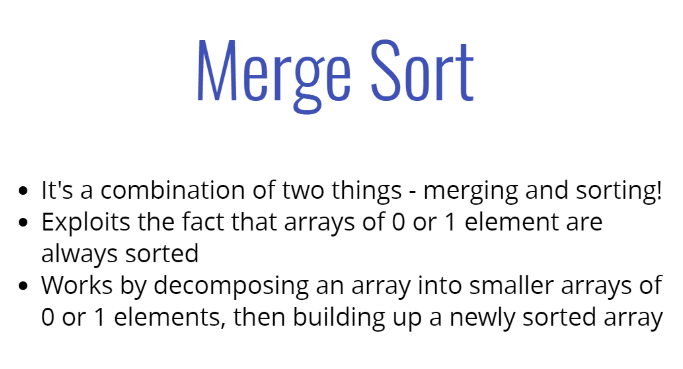 Merge Sort
• It's a combination of two things - merging and sorting!
• Exploits the fact that arrays of 0 or 1 element are
always sorted
• Works by decomposing an array into smaller arrays of
0 or 1 elements, then building up a newly sorted array